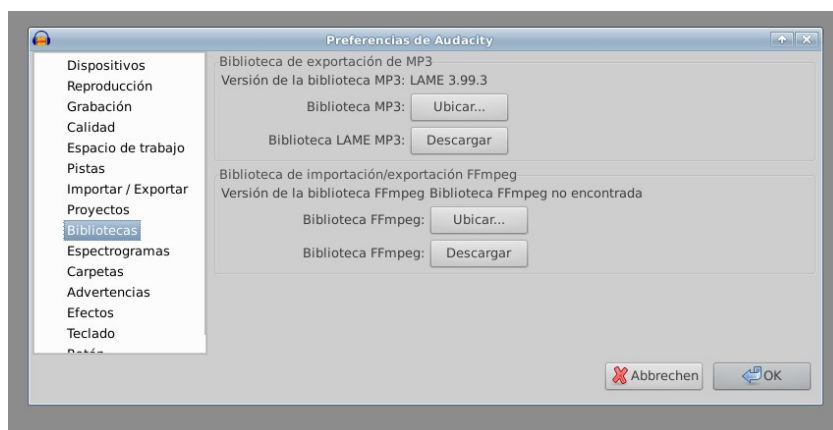 Preferencias de Audacity
Dispositivos
Reproducción
Grabación
Calidad
Espacio de trabajo
Pistas
Importar / Exportar
Proyectos
Bibliotecas
Espectrogramas
Carpetas
Advertencias
Efectos
Teclado
Biblioteca de exportación de MP3
Versión de la biblioteca MP3: LAME 3.99.3
Biblioteca MP3: Ubicar...
Biblioteca LAME MP3: Descargar
Biblioteca de importación/exportación FFmpeg
Versión de la biblioteca FFmpeg Biblioteca FFmpeg no encontrada
Biblioteca FFmpeg: Ubicar...
Biblioteca FFmpeg: Descargar
Abbrechen OK